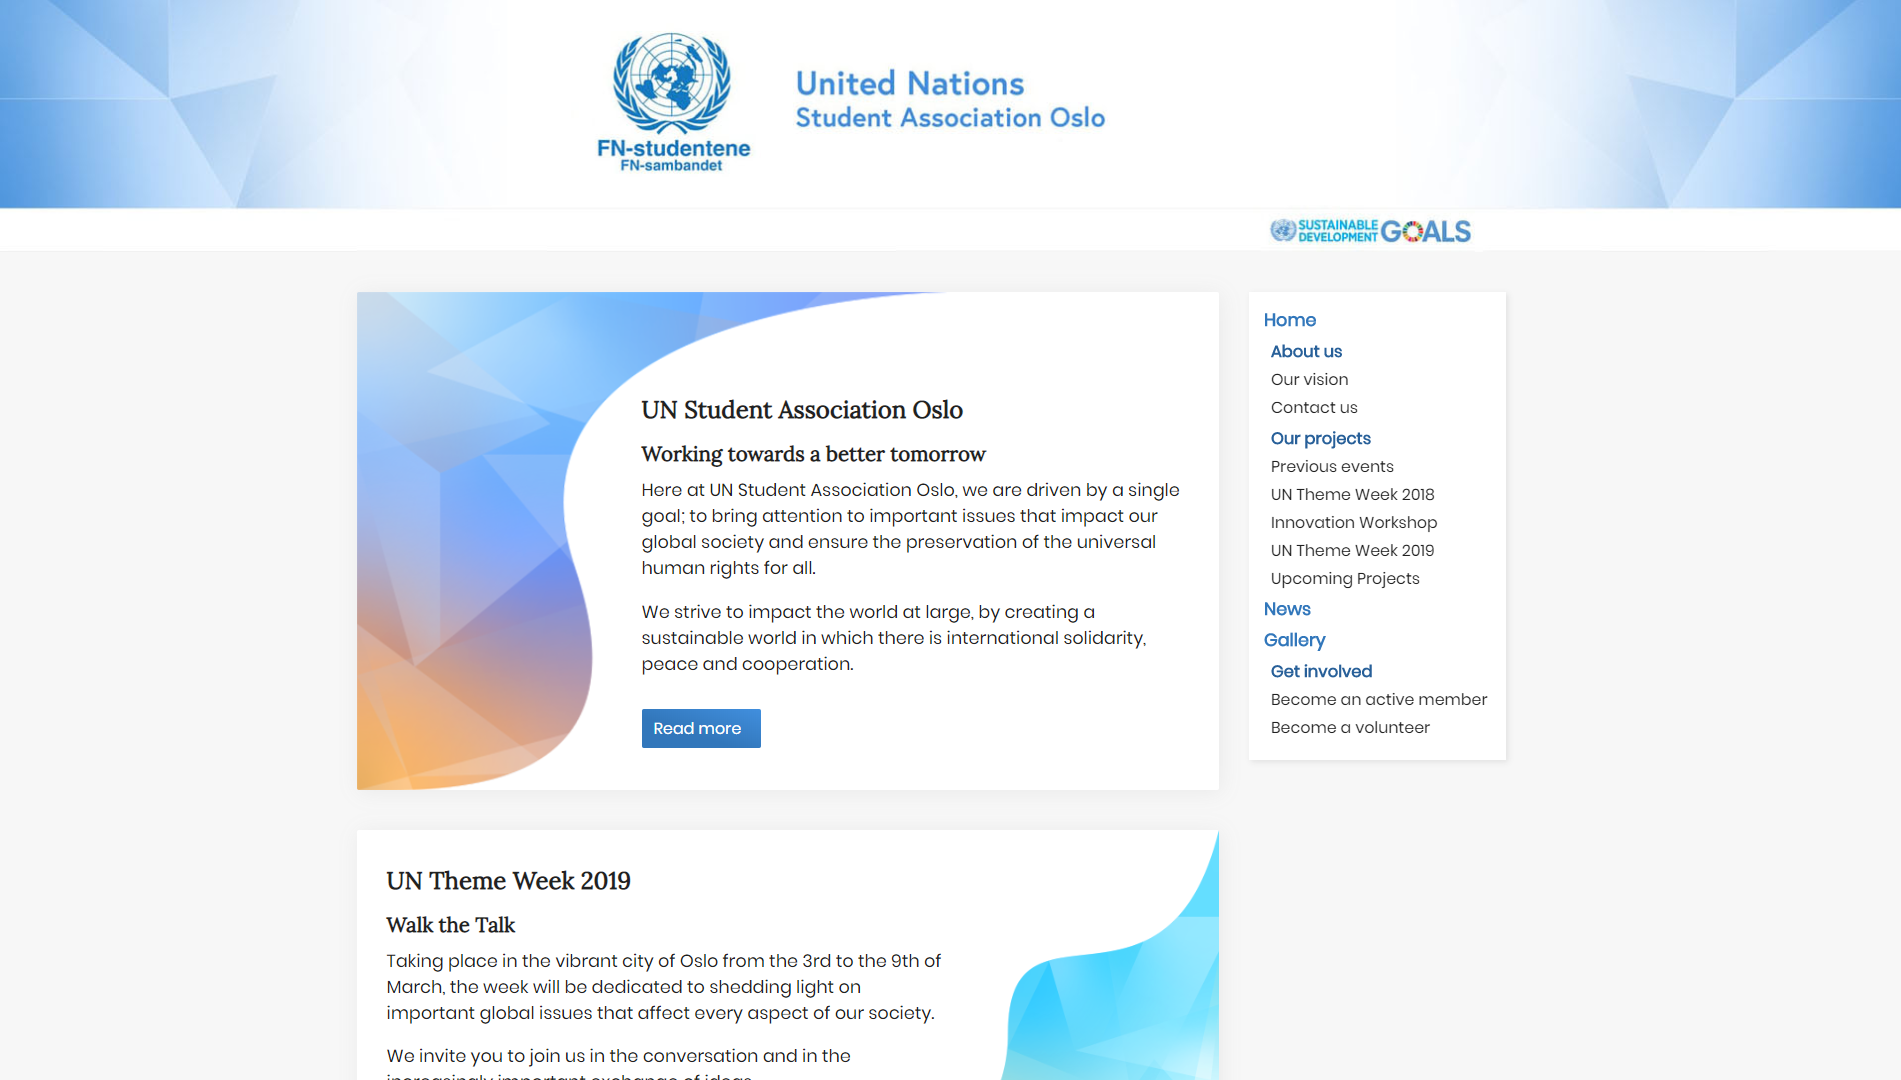 FN-studentene
FN-sambandet
United Nations
Student Association Oslo
SUSTAINABLE
DEVELOPMENT
GOALS
UN Student Association Oslo
Working towards a better tomorrow
Here at UN Student Association Oslo, we are driven by a single
goal; to bring attention to important issues that impact our
global society and ensure the preservation of the universal
human rights for all.
We strive to impact the world at large, by creating a
sustainable world in which there is international solidarity,
peace and cooperation.
Read more
Home
About us
Our vision
Contact us
Our projects
Previous events
UN Theme Week 2018
Innovation Workshop
UN Theme Week 2019
Upcoming Projects
News
Gallery
Get involved
Become an active member
Become a volunteer
UN Theme Week 2019
Walk the Talk
Taking place in the vibrant city of Oslo from the 3rd to the 9th of
March, the week will be dedicated to shedding light on
important global issues that affect every aspect of our society.
We invite you to join us in the conversation and in the
increasingly important exchange of ideas